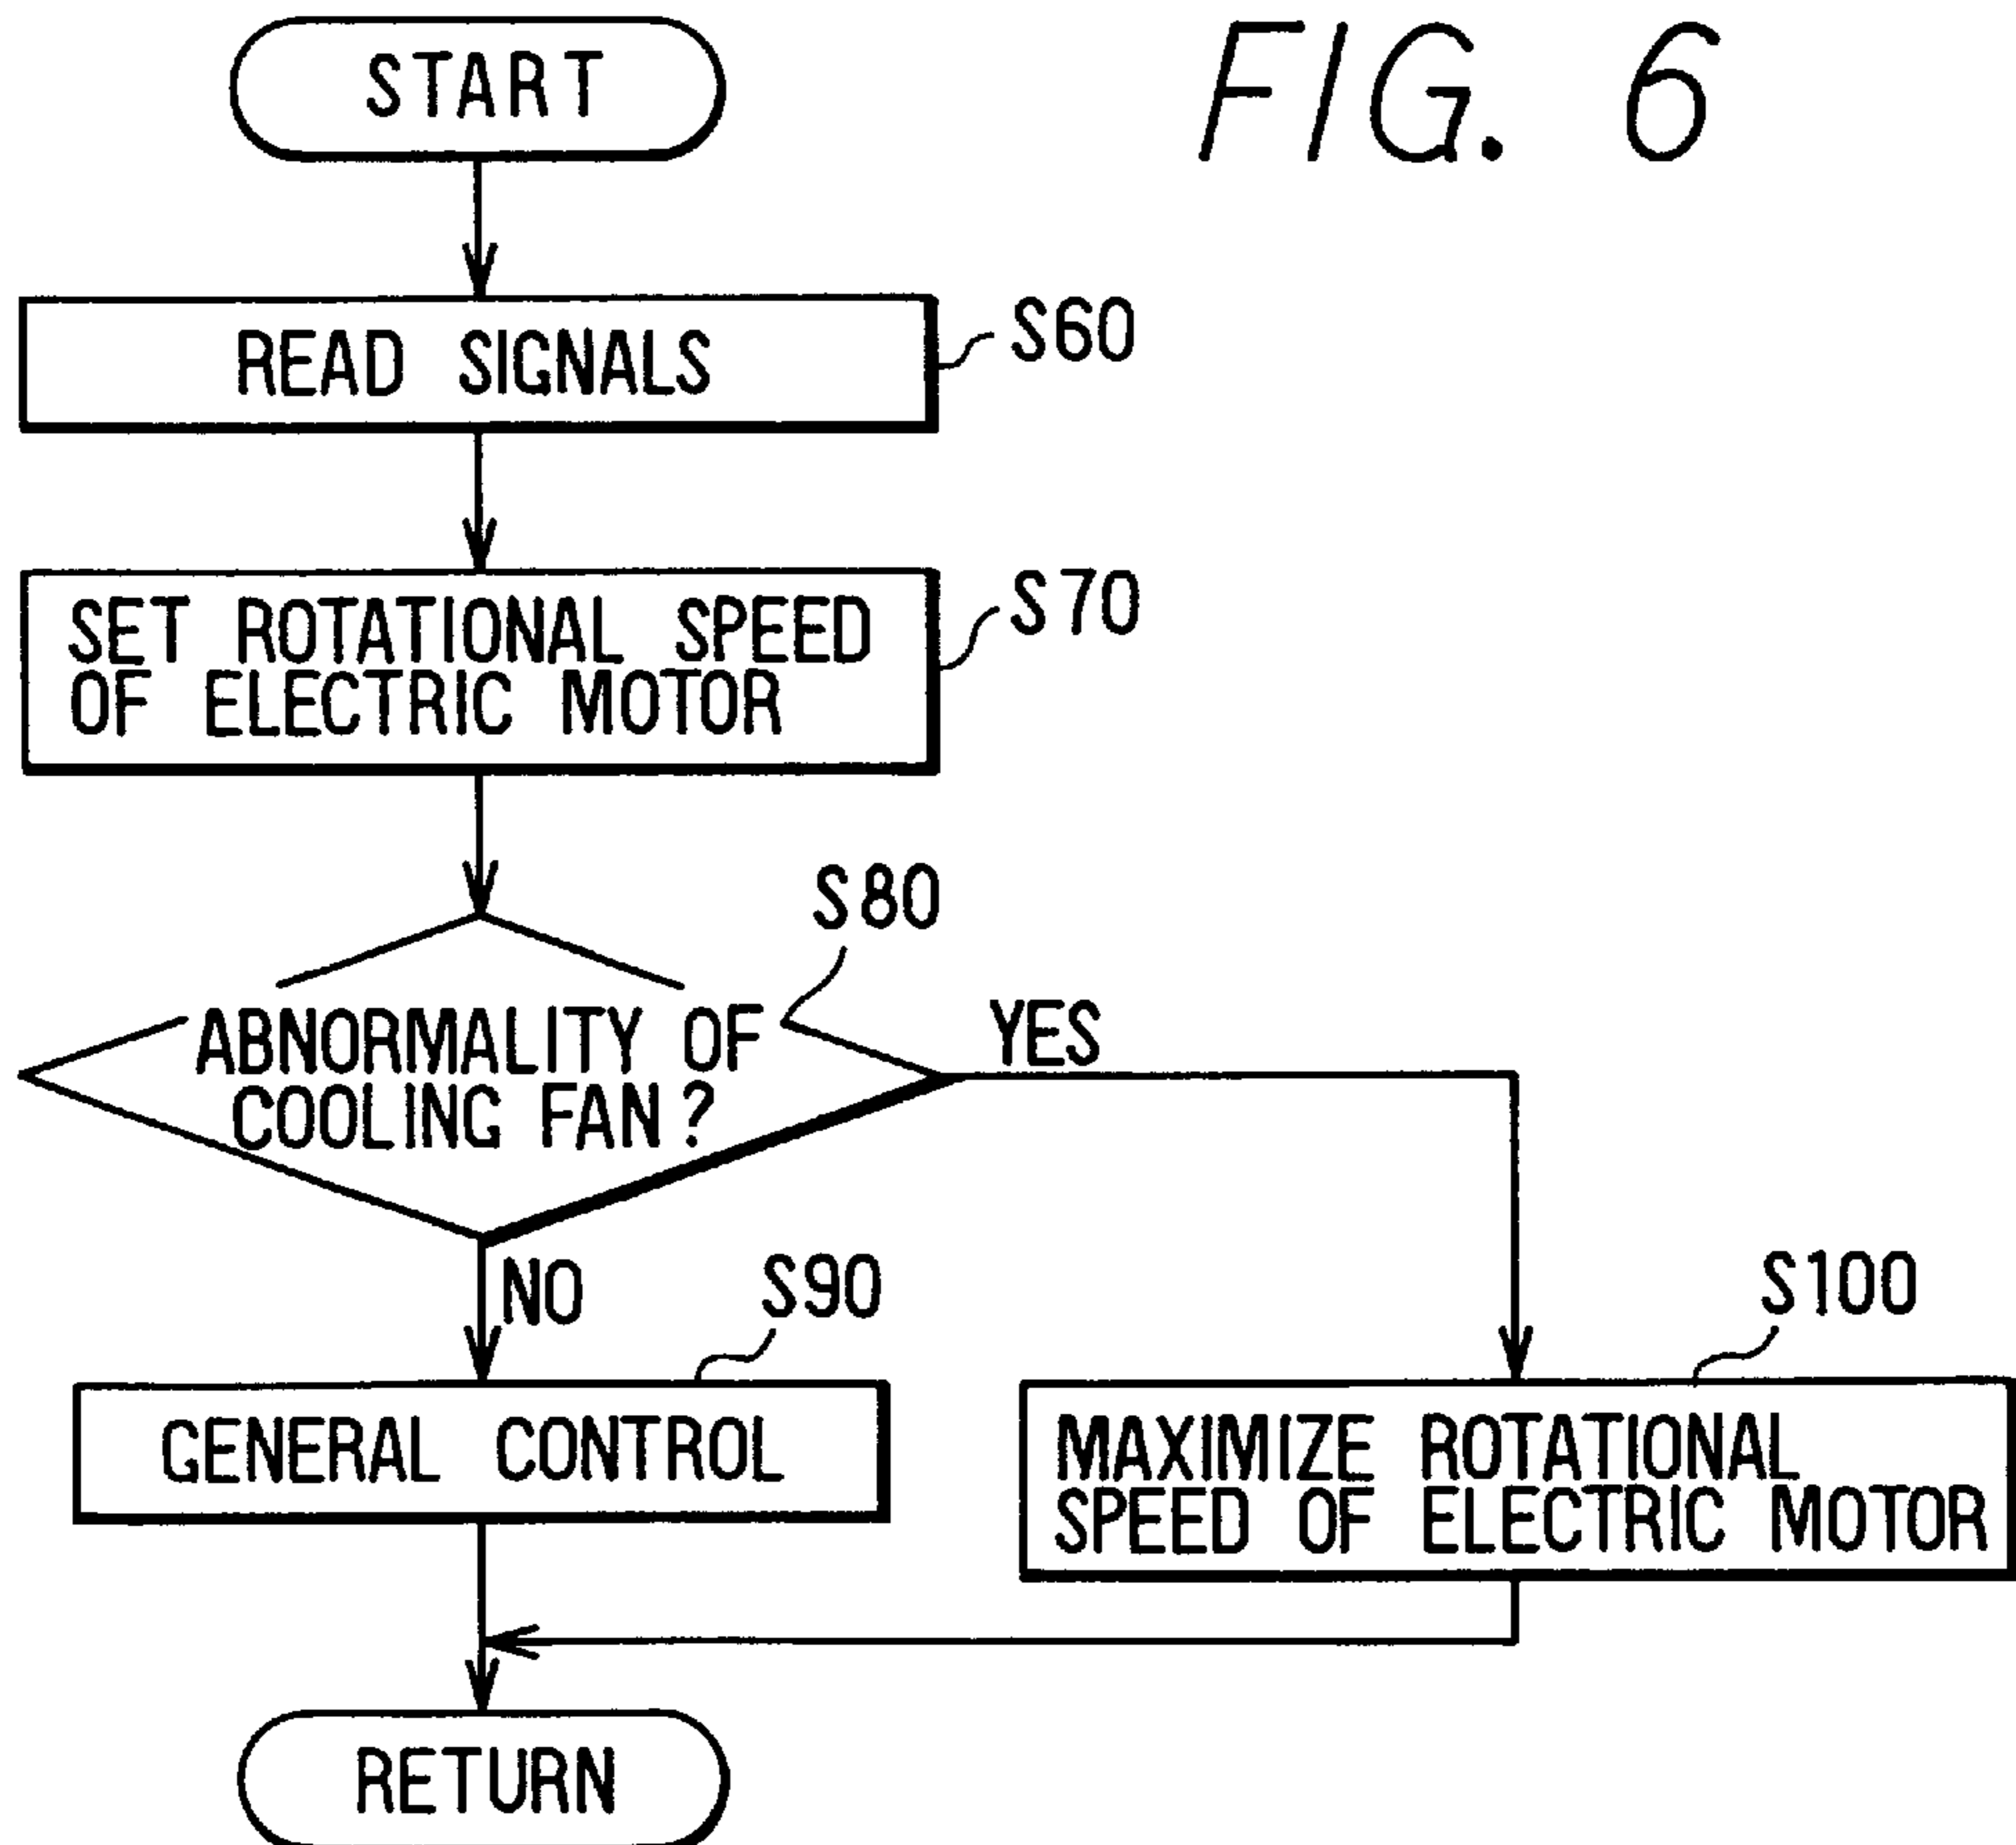 FIG. 6
START
READ SIGNALS
S60
SET ROTATIONAL SPEED
OF ELECTRIC MOTOR
S70
S80
ABNORMALITY OF
COOLING FAN?
YES
NO
S90
GENERAL CONTROL
S100
MAXIMIZE ROTATIONAL
SPEED OF ELECTRIC MOTOR
RETURN